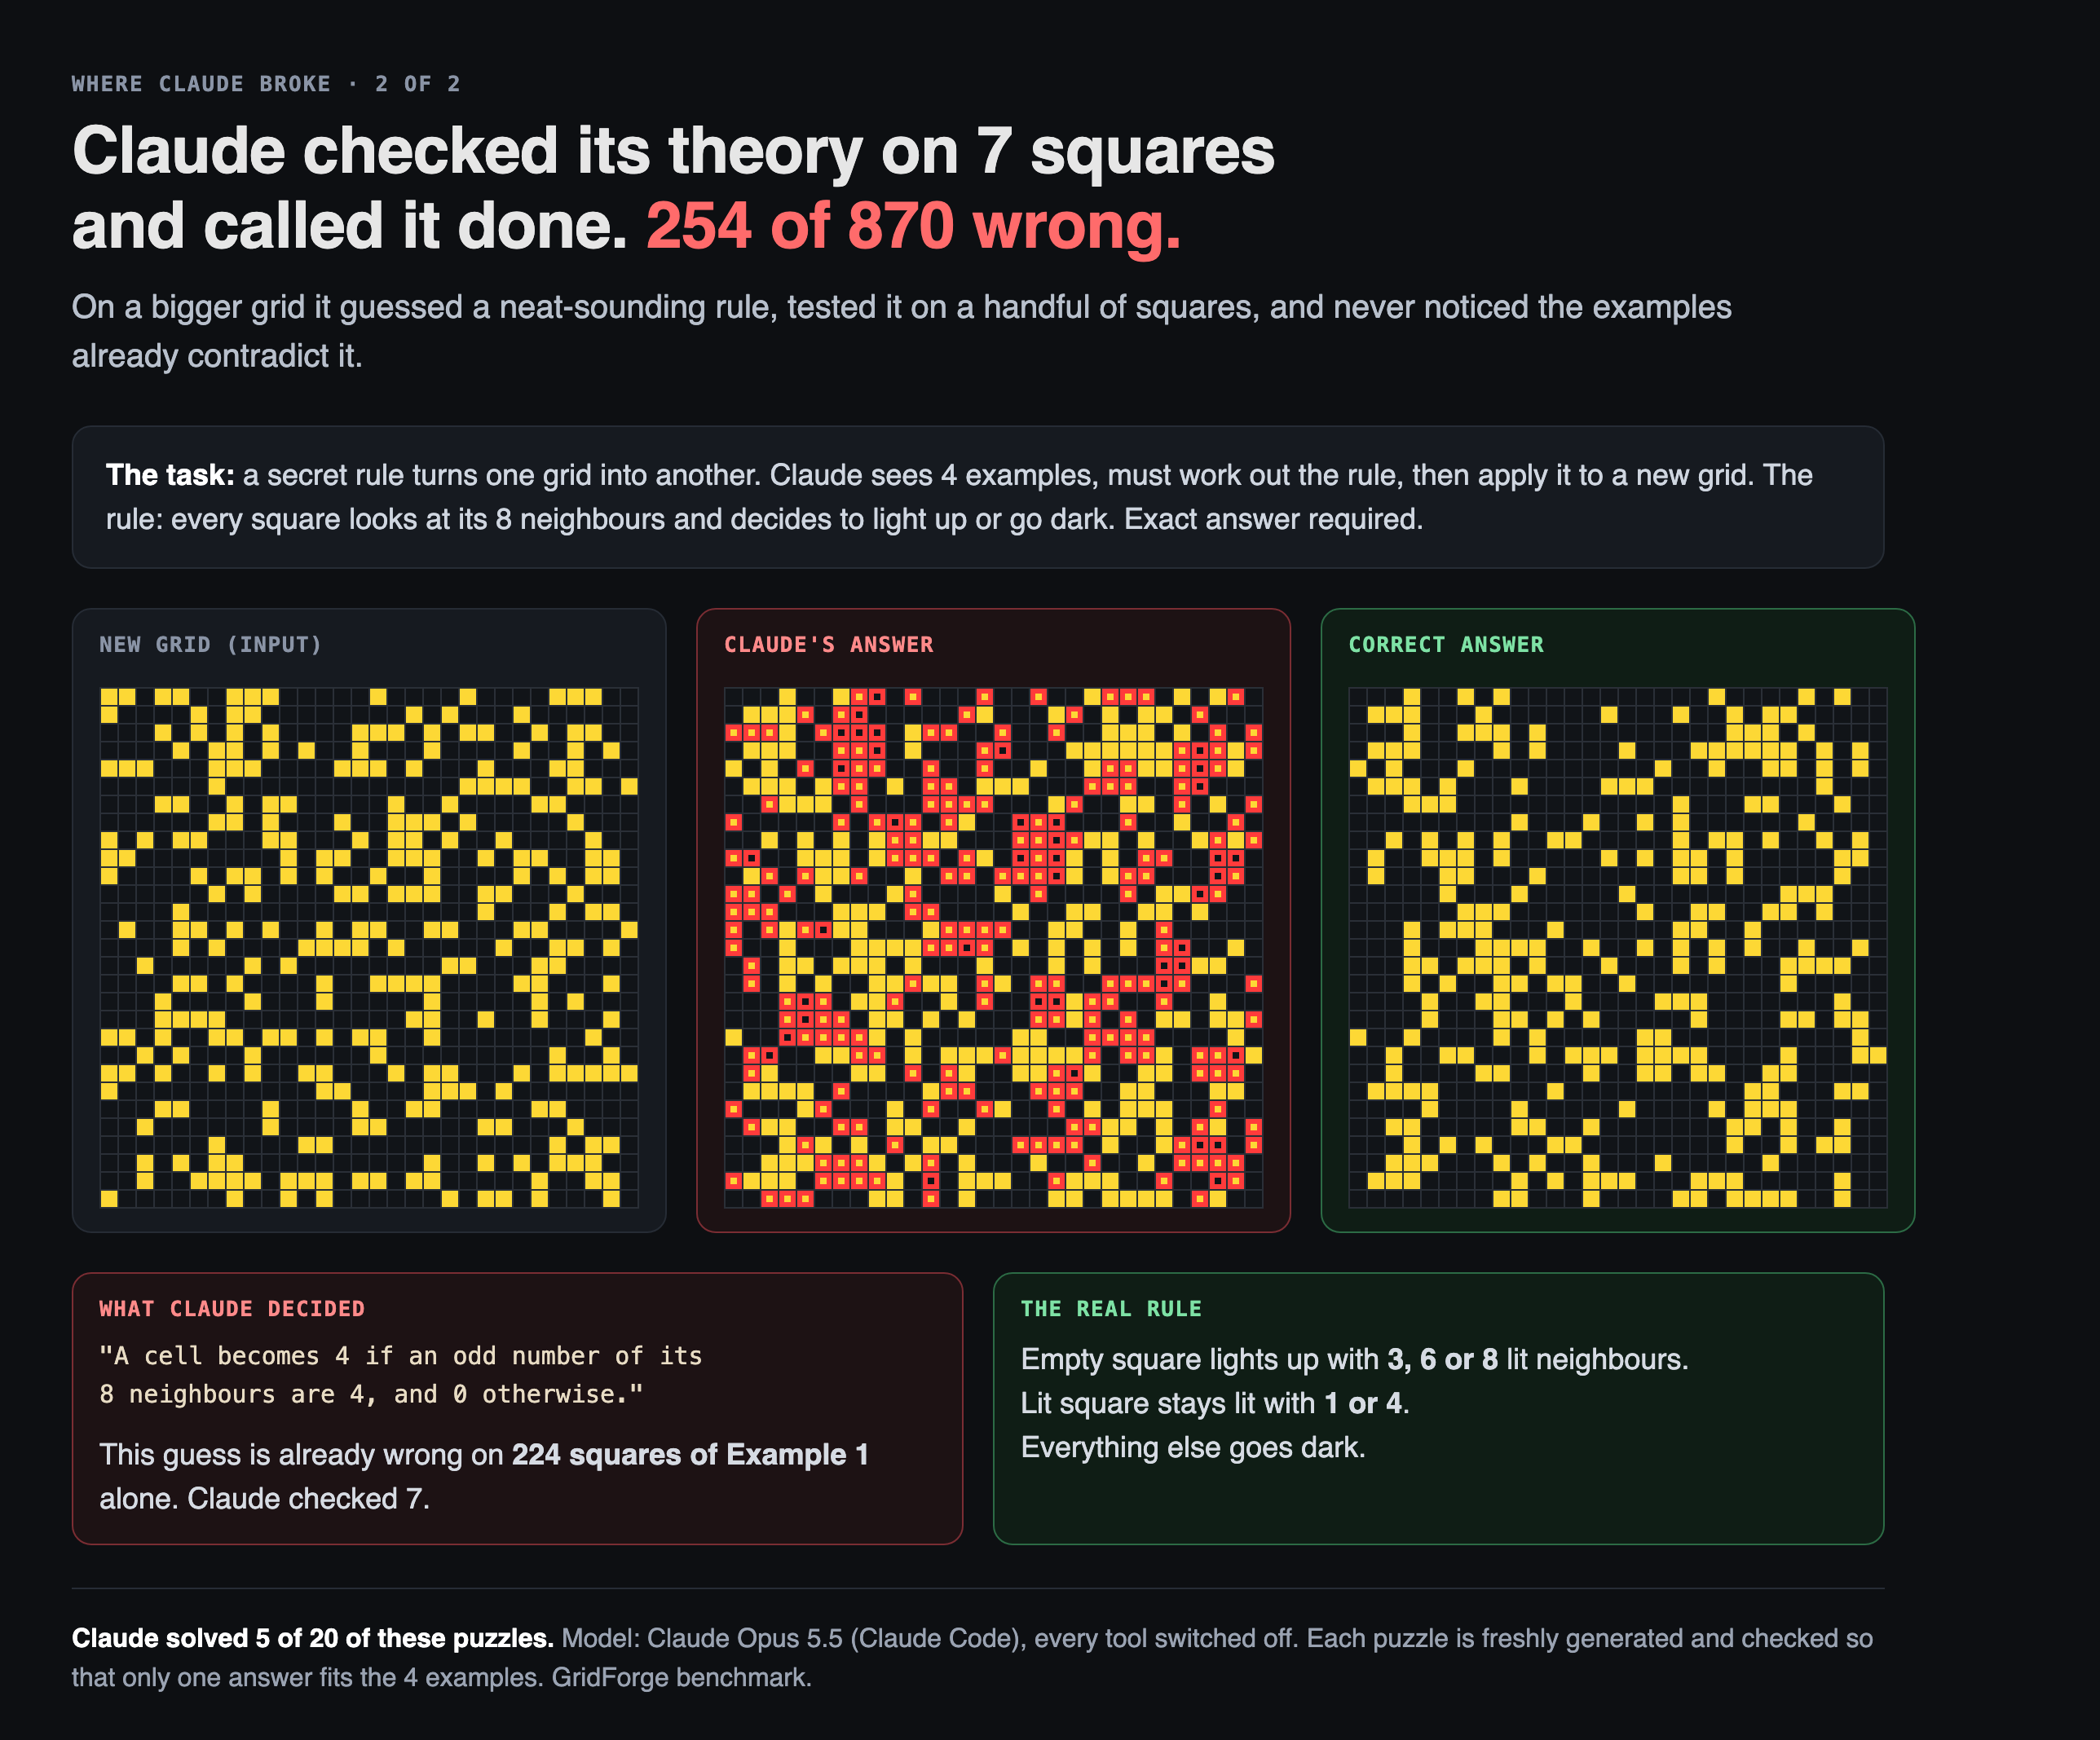 WHERE CLAUDE BROKE · 2 OF 2
Claude checked its theory on 7 squares
and called it done. 254 of 870 wrong.
On a bigger grid it guessed a neat-sounding rule, tested it on a handful of squares, and never noticed the examples
already contradict it.
The task: a secret rule turns one grid into another. Claude sees 4 examples, must work out the rule, then apply it to a new grid. The
rule: every square looks at its 8 neighbours and decides to light up or go dark. Exact answer required.
NEW GRID (INPUT)
CLAUDE'S ANSWER
CORRECT ANSWER
WHAT CLAUDE DECIDED
"A cell becomes 4 if an odd number of its
8 neighbours are 4, and 0 otherwise."
This guess is already wrong on 224 squares of Example 1
alone. Claude checked 7.
THE REAL RULE
Empty square lights up with 3, 6 or 8 lit neighbours.
Lit square stays lit with 1 or 4.
Everything else goes dark.
Claude solved 5 of 20 of these puzzles. Model: Claude Opus 5.5 (Claude Code), every tool switched off. Each puzzle is freshly generated and checked so
that only one answer fits the 4 examples. GridForge benchmark.